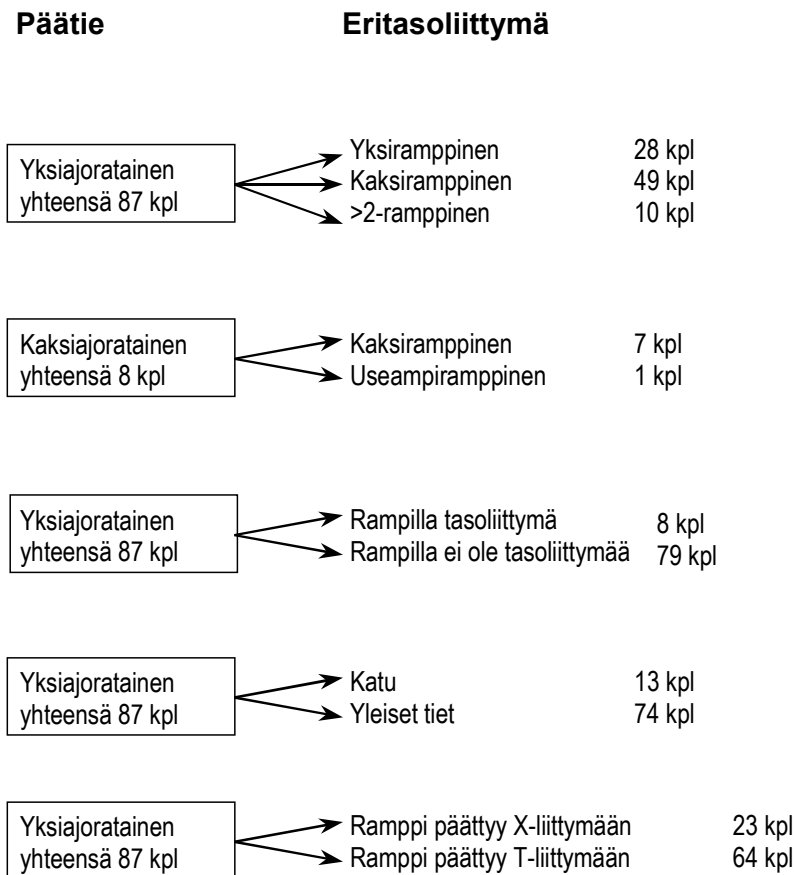 Päätie Eritasoliittymä
Yksiajoratainen
yhteensä 87 kpl
Yksiramppinen 28 kpl
Kaksiramppinen 49 kpl
>2-ramppinen 10 kpl
Kaksiajoratainen
yhteensä 8 kpl
Kaksiramppinen 7 kpl
Useampiramppinen 1 kpl
Yksiajoratainen
yhteensä 87 kpl
Rampilla tasoliittymä 8 kpl
Rampilla ei ole tasoliittymää 79 kpl
Yksiajoratainen
yhteensä 87 kpl
Katu 13 kpl
Yleiset tiet 74 kpl
Yksiajoratainen
yhteensä 87 kpl
Ramppi päättyy X-liittymään 23 kpl
Ramppi päättyy T-liittymään 64 kpl